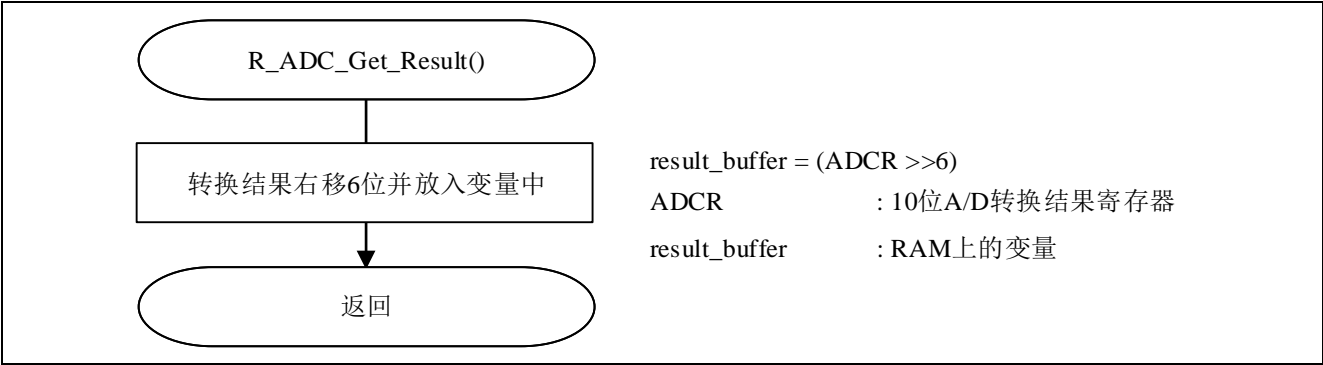 R_ADC_Get_Result()
转换结果右移6位并放入变量中
result_buffer = (ADCR >>6)
ADCR : 10位A/D转换结果寄存器
result_buffer : RAM上的变量
返回